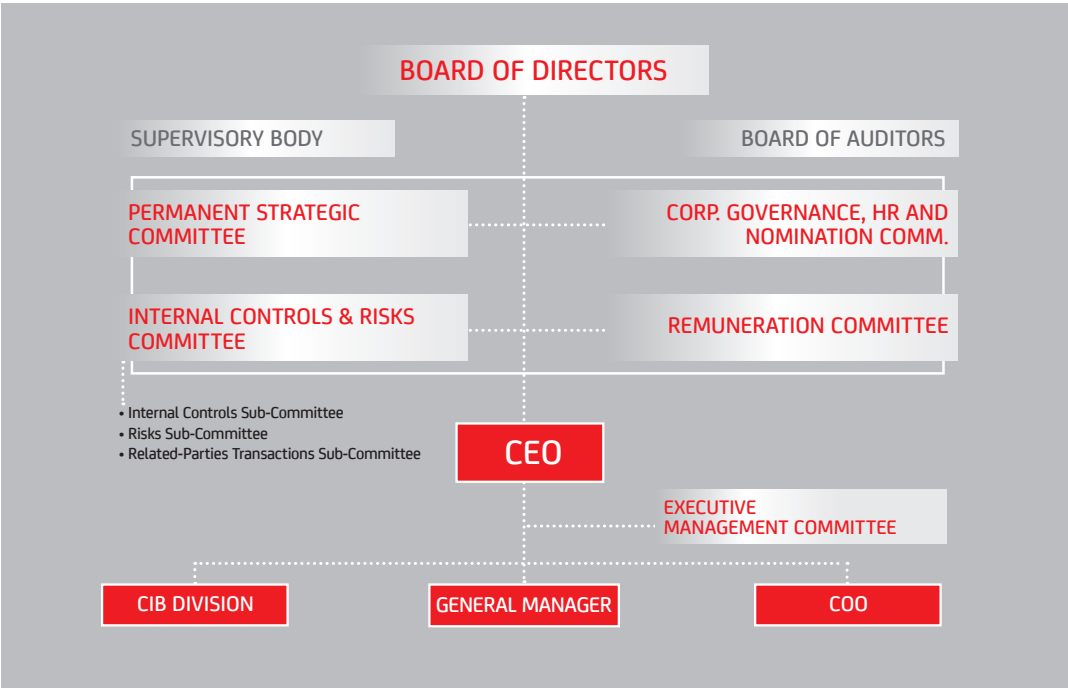 BOARD OF DIRECTORS
SUPERVISORY BODY
BOARD OF AUDITORS
PERMANENT STRATEGIC
COMMITTEE
CORP. GOVERNANCE, HR AND
NOMINATION COMM.
INTERNAL CONTROLS & RISKS
COMMITTEE
REMUNERATION COMMITTEE
• Internal Controls Sub-Committee
• Risks Sub-Committee
• Related-Parties Transactions Sub-Committee
CEO
EXECUTIVE
MANAGEMENT COMMITTEE
CIB DIVISION
GENERAL MANAGER
COO